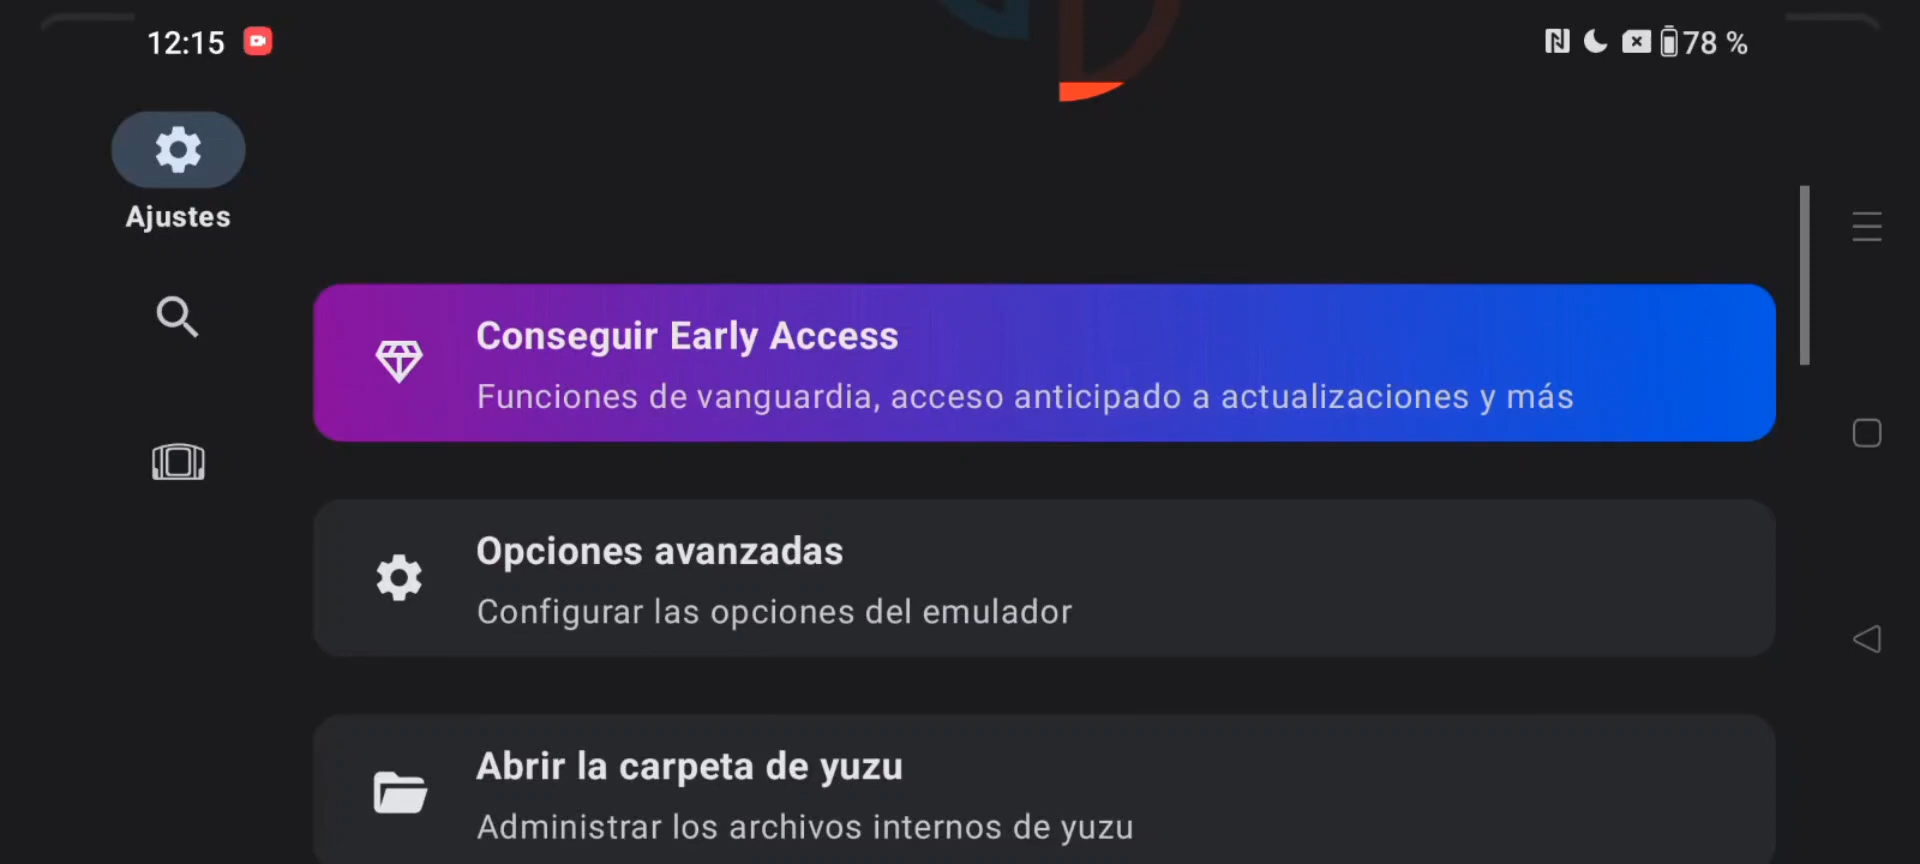 12:15
78 %
Ajustes
Conseguir Early Access
Funciones de vanguardia, acceso anticipado a actualizaciones y más
Opciones avanzadas
Configurar las opciones del emulador
Abrir la carpeta de yuzu
Administrar los archivos internos de yuzu